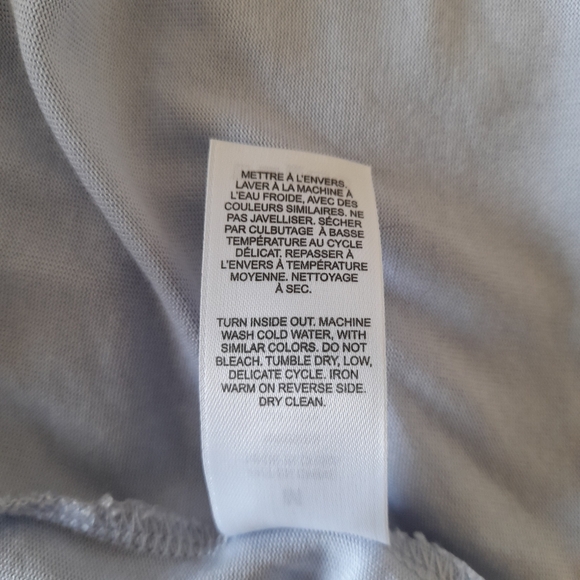 METTRE À L'ENVERS.
LAVER À LA MACHINE À
L'EAU FROIDE, AVEC DES
COULEURS SIMILAIRES. NE
PAS JAVELLISER. SÉCHER
PAR CULBUTAGE À BASSE
TEMPÉRATURE AU CYCLE
DÉLICAT. REPASSER À
L'ENVERS À TEMPÉRATURE
MOYENNE. NETTOYAGE
À SEC.
TURN INSIDE OUT. MACHINE
WASH COLD WATER, WITH
SIMILAR COLORS. DO NOT
BLEACH. TUMBLE DRY, LOW,
DELICATE CYCLE. IRON
WARM ON REVERSE SIDE.
DRY CLEAN.